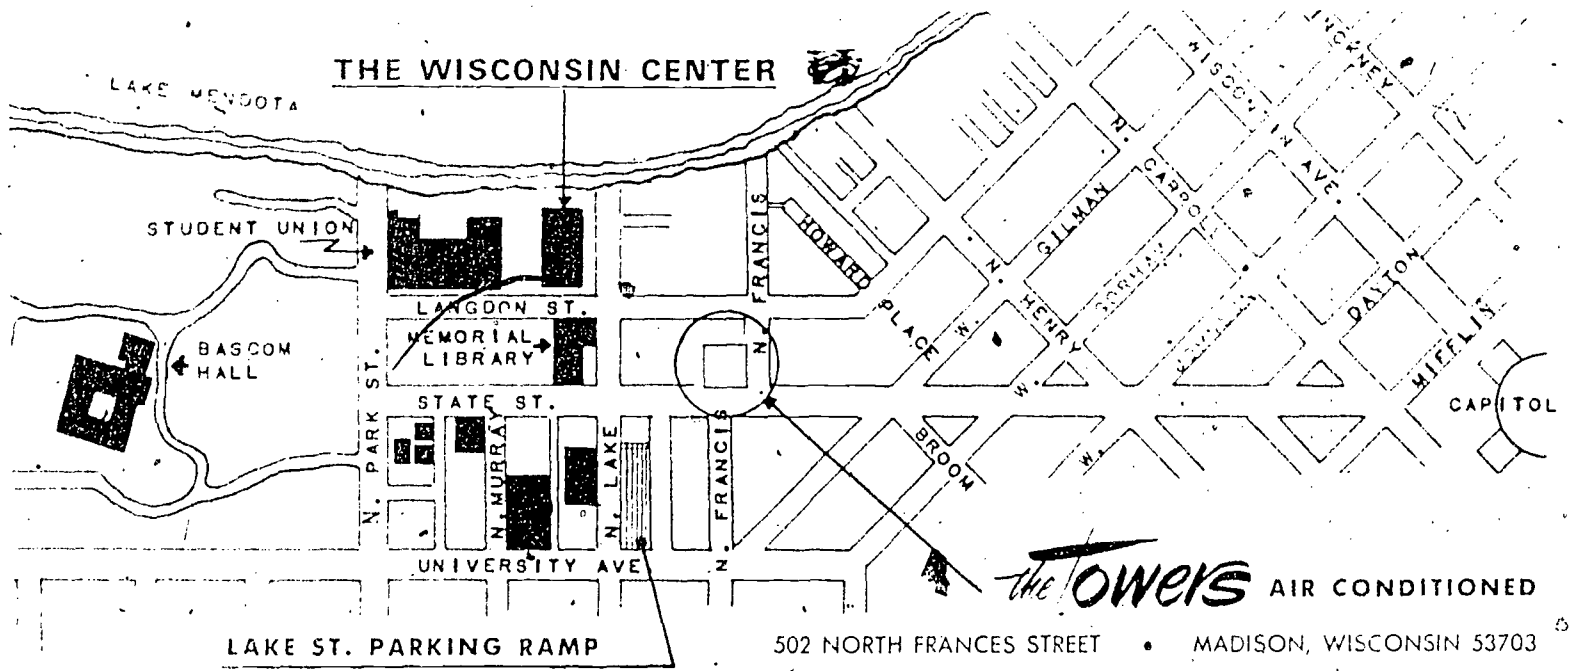 THE WISCONSIN CENTER
LAKE MENDOTA
PINCKNEY
WISCONSIN AVE.
N. CARROLL
STUDENT UNION
N. FRANCIS
HOWARD PLACE
W. GILMAN
N. HENRY
W. GORHAM
W. DAYTON
W. MIFFLIN
LANGDON ST.
MEMORIAL
LIBRARY
BASCOM
HALL
STATE ST.
CAPITOL
N. PARK ST.
N. MURRAY
N. LAKE
N. FRANCIS
BROOM
UNIVERSITY AVE
the Towers AIR CONDITIONED
LAKE ST. PARKING RAMP
502 NORTH FRANCES STREET • MADISON, WISCONSIN 53703